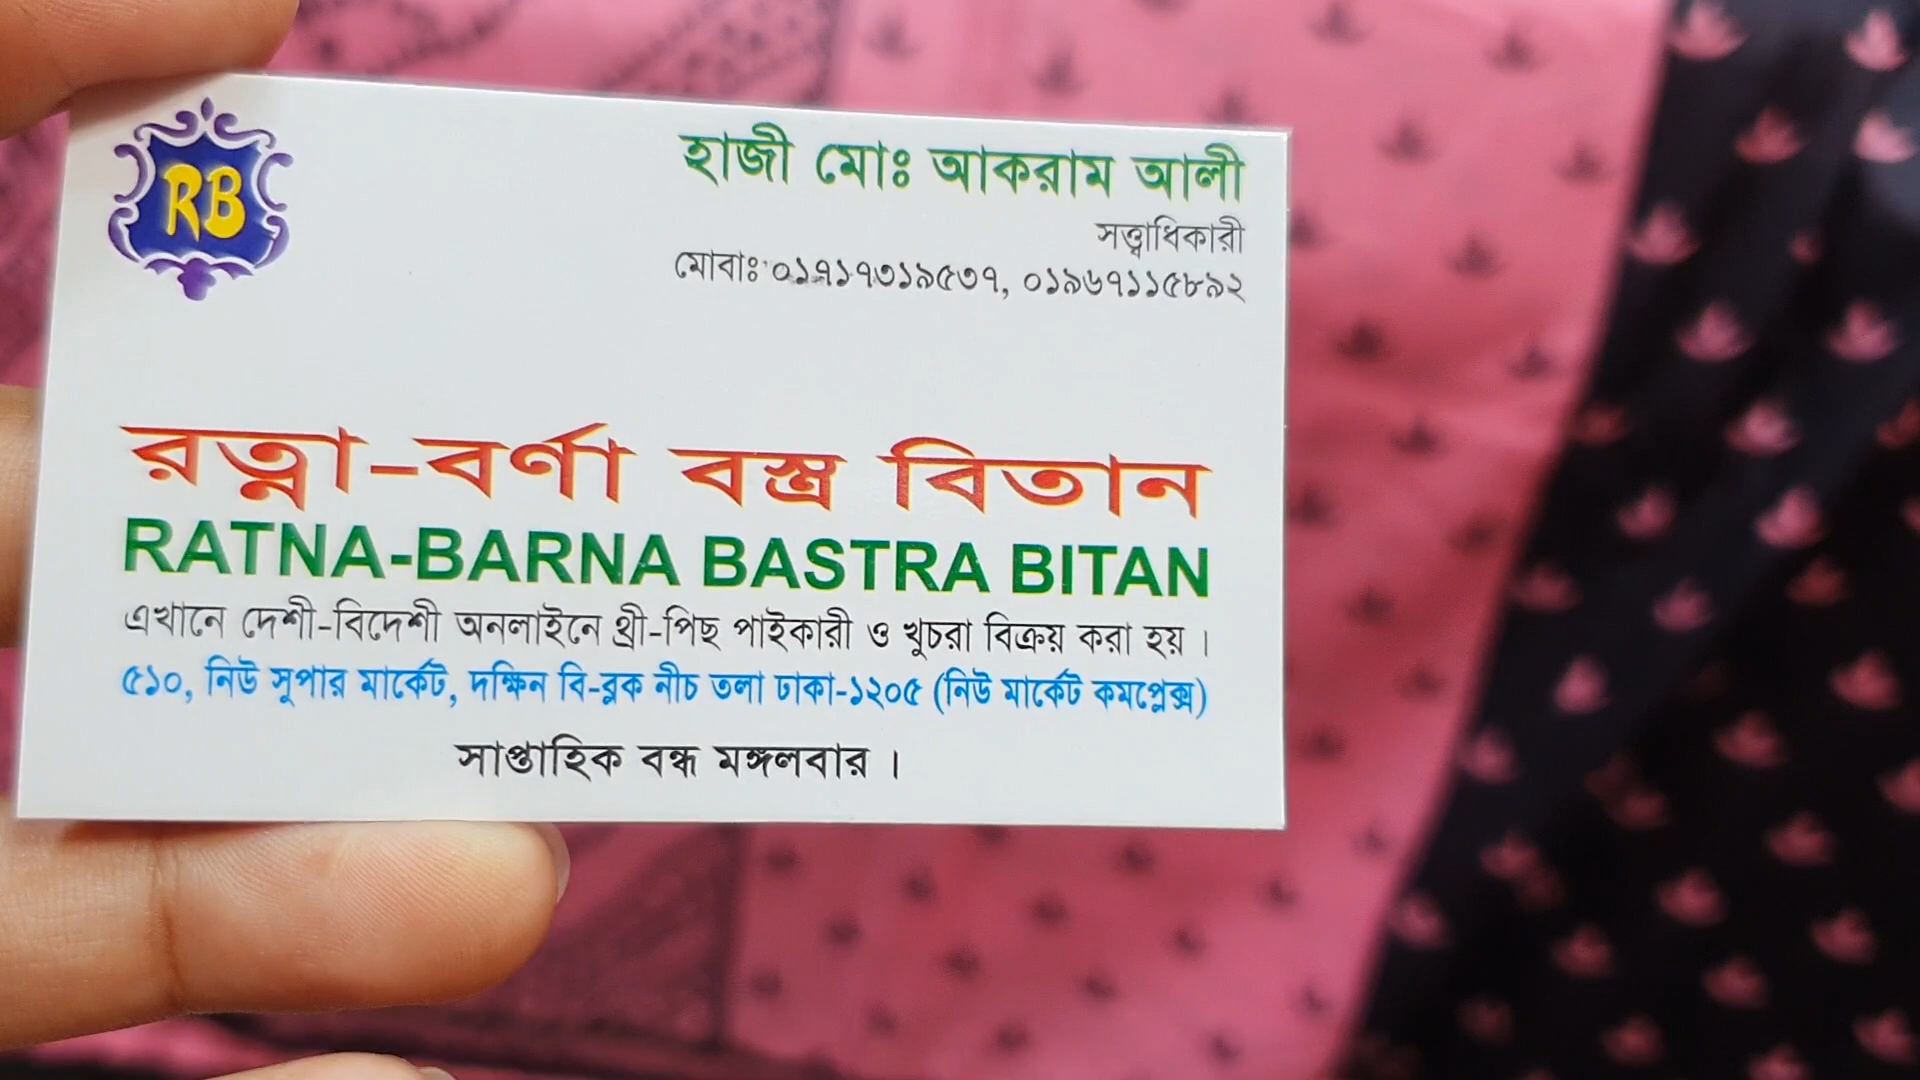 RB
হাজী মোঃ আকরাম আলী
সত্ত্বাধিকারী
মোবাঃ ০১৭১৭৩১৯৫৩৭, ০১৯৬৭১১৫৮৯২
রত্না-বর্ণা বস্ত্র বিতান
RATNA-BARNA BASTRA BITAN
এখানে দেশী-বিদেশী অনলাইনে থ্রী-পিছ পাইকারী ও খুচরা বিক্রয় করা হয়।
৫১০, নিউ সুপার মার্কেট, দক্ষিন বি-ব্লক নীচ তলা ঢাকা-১২০৫ (নিউ মার্কেট কমপ্লেক্স)
সাপ্তাহিক বন্ধ মঙ্গলবার।